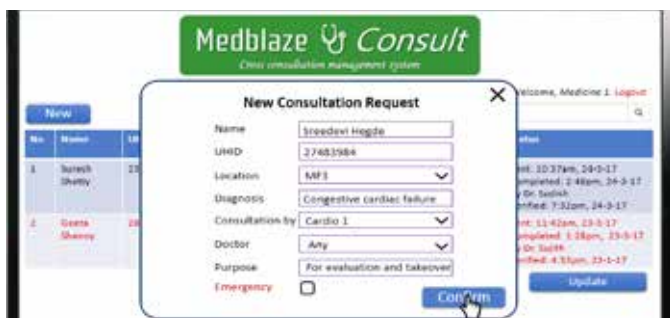 Medblaze Consult
Cross consultation management system
Welcome, Medicine 1 Logout
New
New Consultation Request
Name Sreedevi Hegde
UHID 27483984
Location MF3
Diagnosis Congestive cardiac failure
Consultation by Cardio 1
Doctor Any
Purpose For evaluation and takeover
Emergency
Confirm
No Name
1 Suresh Shetty
2 Geeta Shenoy
Update